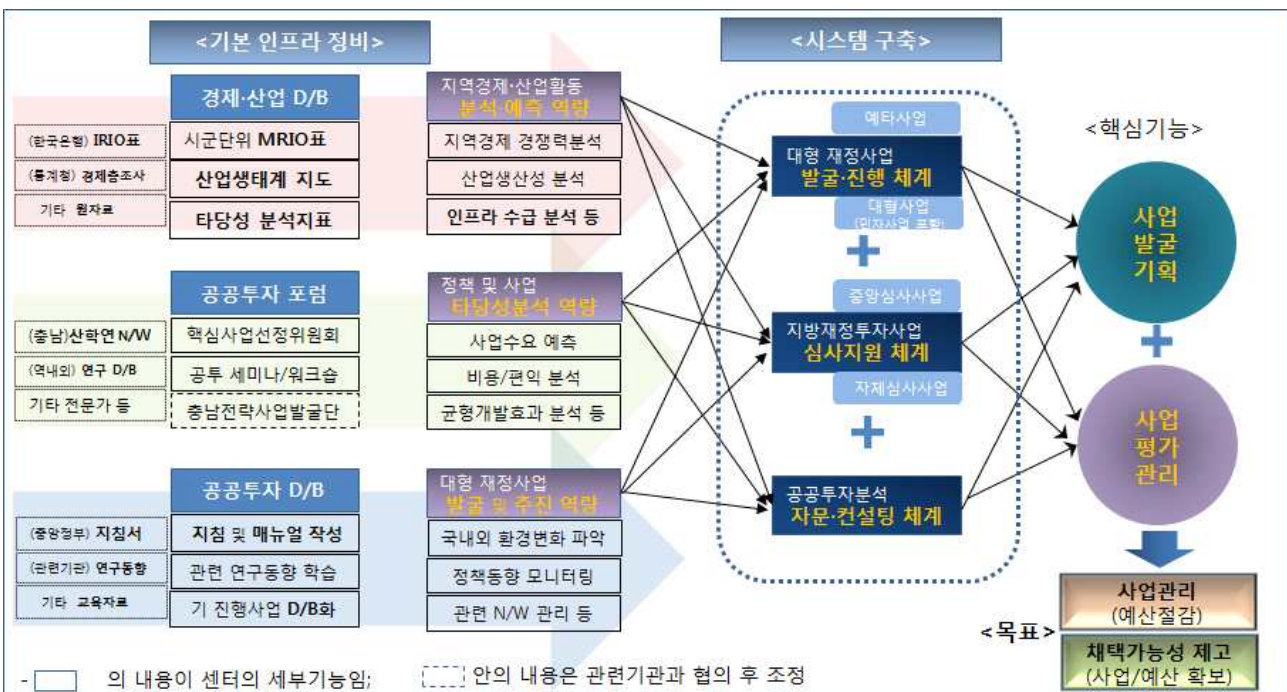 <기본 인프라 정비>
<시스템 구축>
경제·산업 D/B
(한국은행) IRIO표
시군단위 MRIO표
(통계청) 경제총조사
산업생태계 지도
기타 원자료
타당성 분석지표
지역경제·산업활동
분석·예측 역량
지역경제 경쟁력분석
산업생산성 분석
인프라 수급 분석 등
공공투자 포럼
(충남)산학연 N/W
핵심사업선정위원회
(역내외) 연구 D/B
공투 세미나/워크숍
기타 전문가 등
충남전략사업발굴단
정책 및 사업
타당성분석 역량
사업수요 예측
비용/편익 분석
균형개발효과 분석 등
공공투자 D/B
(중앙정부) 지침서
지침 및 매뉴얼 작성
(관련기관) 연구동향
관련 연구동향 학습
기타 교육자료
기 진행사업 D/B화
대형 재정사업
발굴 및 추진 역량
국내외 환경변화 파악
정책동향 모니터링
관련 N/W 관리 등
예타사업
대형 재정사업
발굴·진행 체계
대형사업
(민자사업 포함)
중앙심사사업
지방재정투자사업
심사지원 체계
자체심사사업
공공투자분석
자문·컨설팅 체계
<핵심기능>
사업
발굴
기획
사업
평가
관리
<목표>
사업관리
(예산절감)
채택가능성 제고
(사업/예산 확보)
- 의 내용이 센터의 세부기능임;
안의 내용은 관련기관과 협의 후 조정